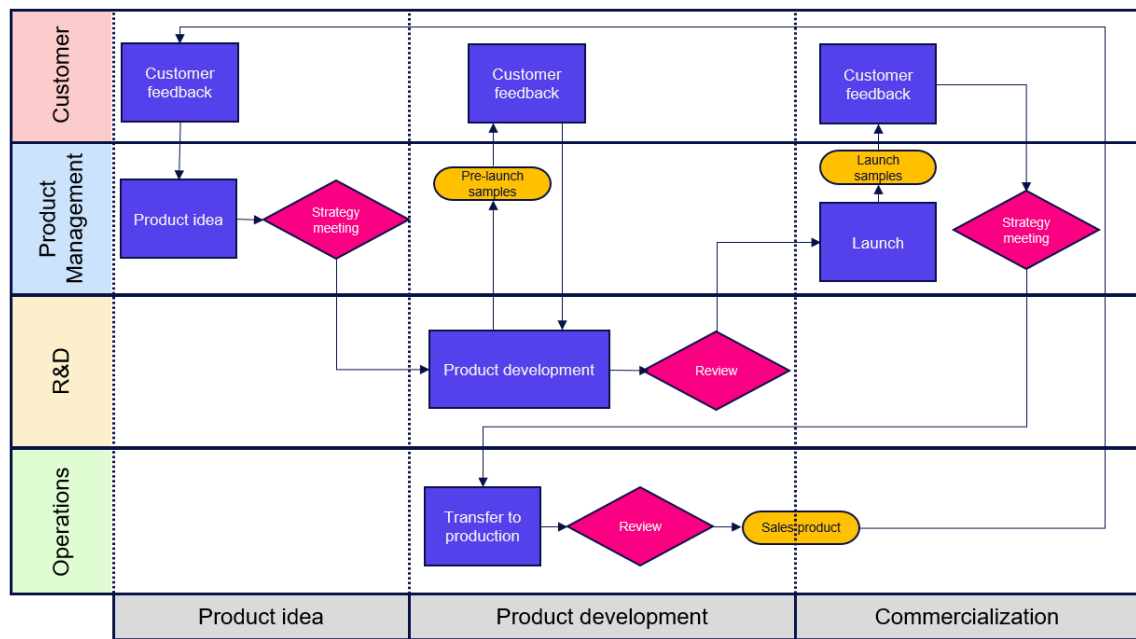 Customer
Customer
feedback
Customer
feedback
Customer
feedback
Product
Management
Product idea
Strategy
meeting
Pre-launch
samples
Launch
samples
Launch
Strategy
meeting
R&D
Product development
Review
Operations
Transfer to
production
Review
Sales product
Product idea
Product development
Commercialization